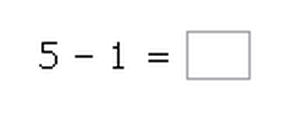 5 − 1 =